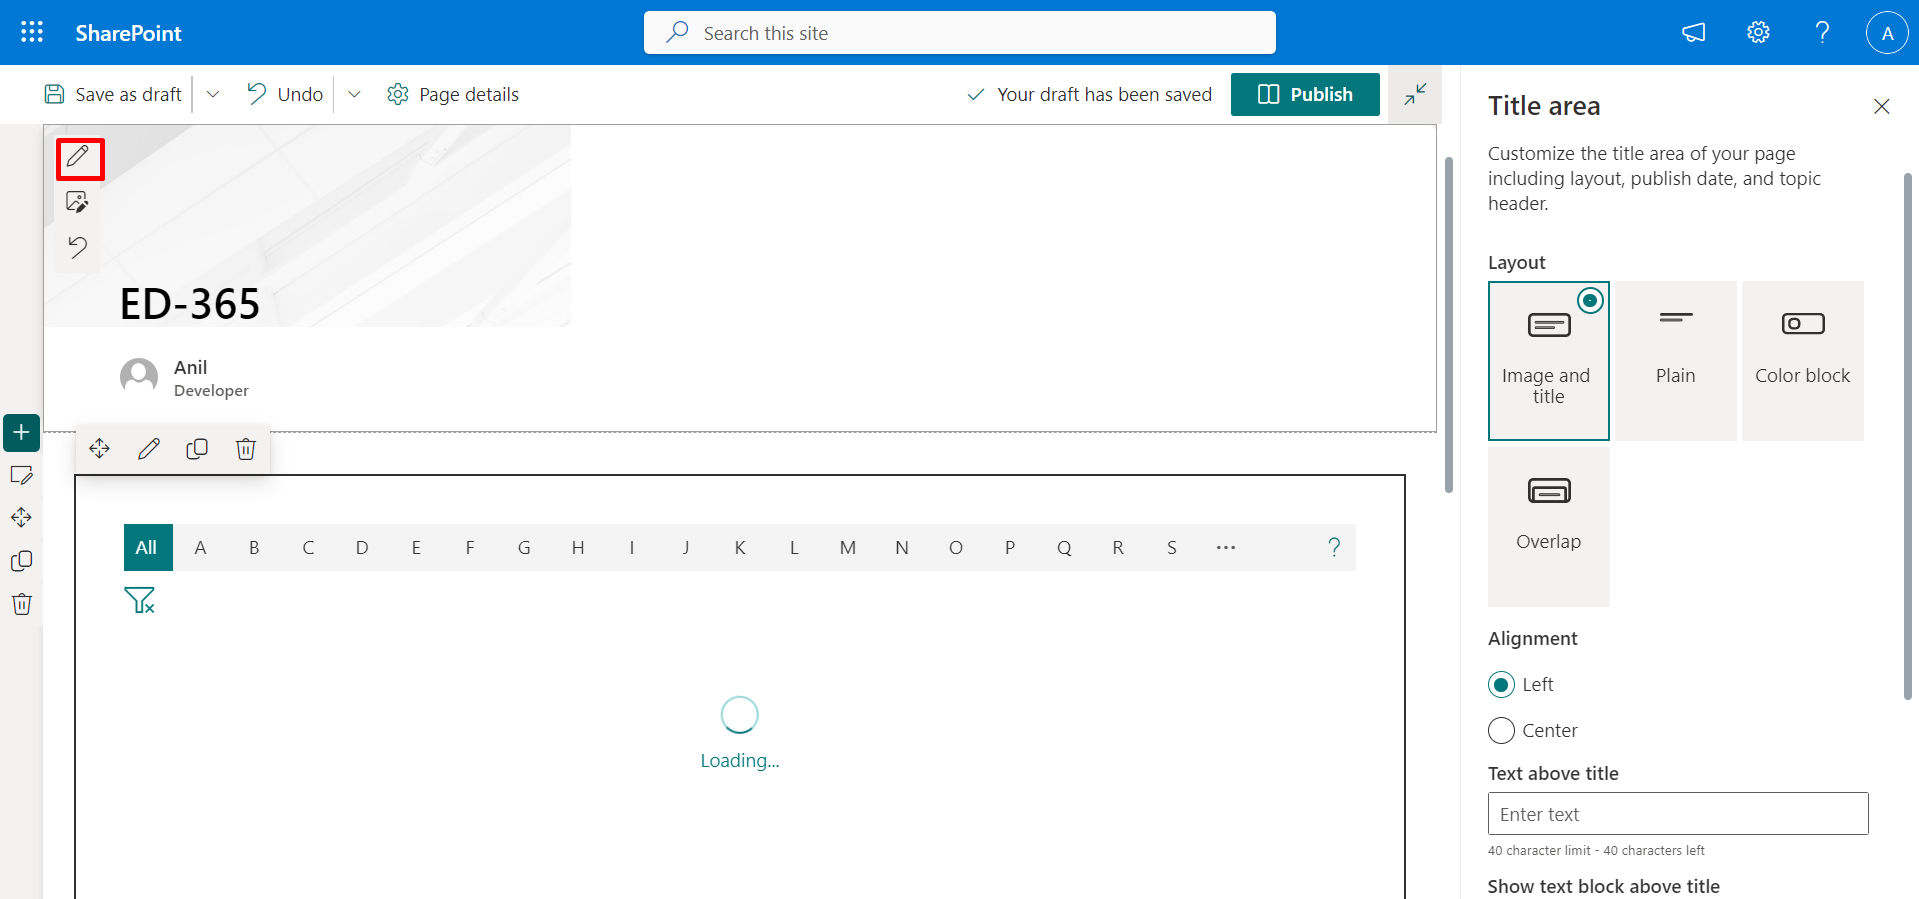 SharePoint
Search this site
?
A
Save as draft
Undo
Page details
Your draft has been saved
Publish
ED-365
Anil
Developer
All A B C D E F G H I J K L M N O P Q R S ... ?
Loading...
Title area
Customize the title area of your page
including layout, publish date, and topic
header.
Layout
Image and
title
Plain
Color block
Overlap
Alignment
Left
Center
Text above title
Enter text
40 character limit - 40 characters left
Show text block above title